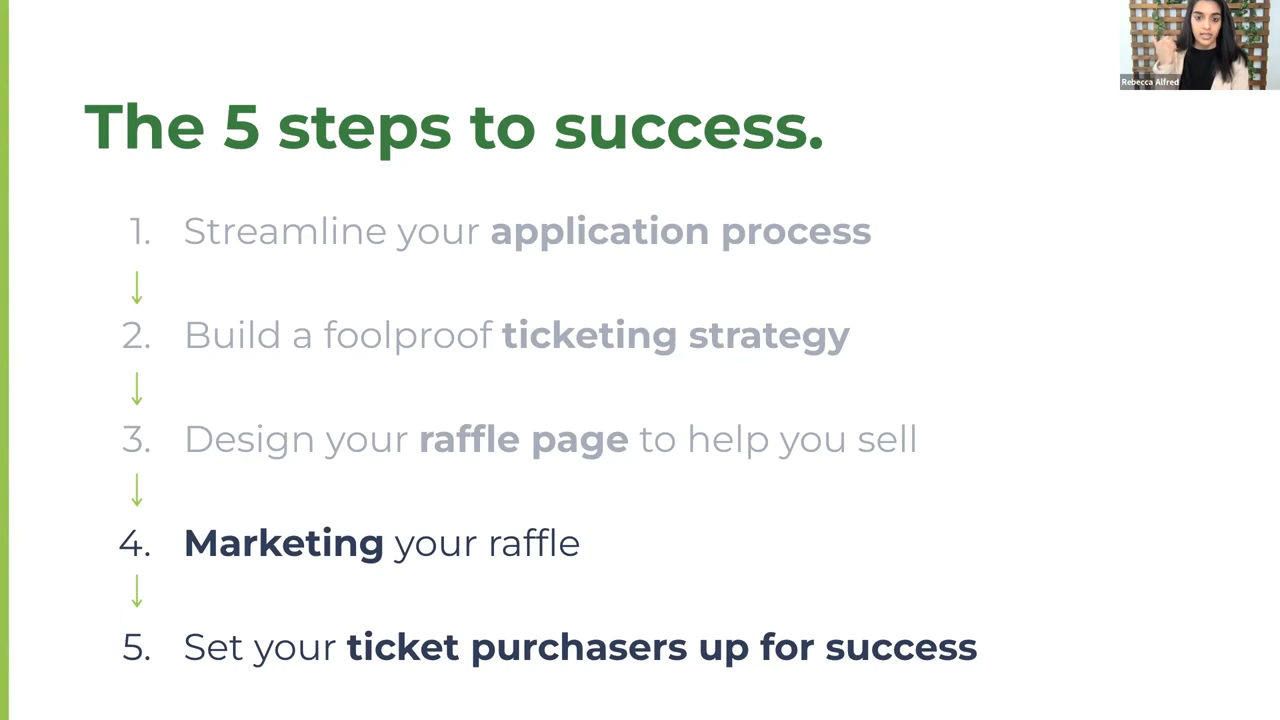 Rebecca Alfred
The 5 steps to success.
1. Streamline your application process
2. Build a foolproof ticketing strategy
3. Design your raffle page to help you sell
4. Marketing your raffle
5. Set your ticket purchasers up for success